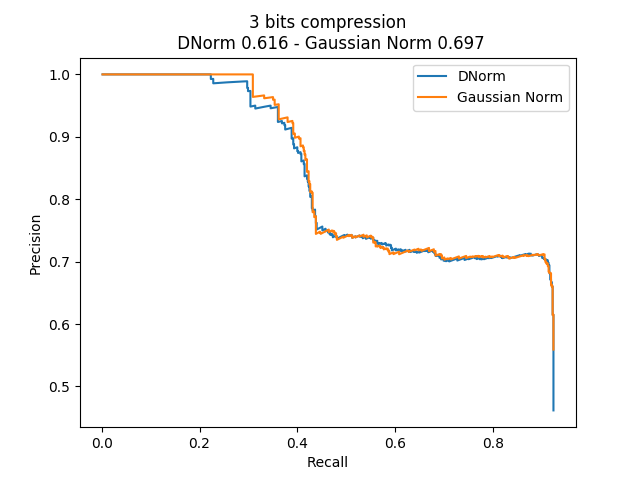 3 bits compression
DNorm 0.616 - Gaussian Norm 0.697
DNorm
Gaussian Norm
1.0
0.9
0.8
0.7
0.6
0.5
Precision
0.0
0.2
0.4
0.6
0.8
Recall